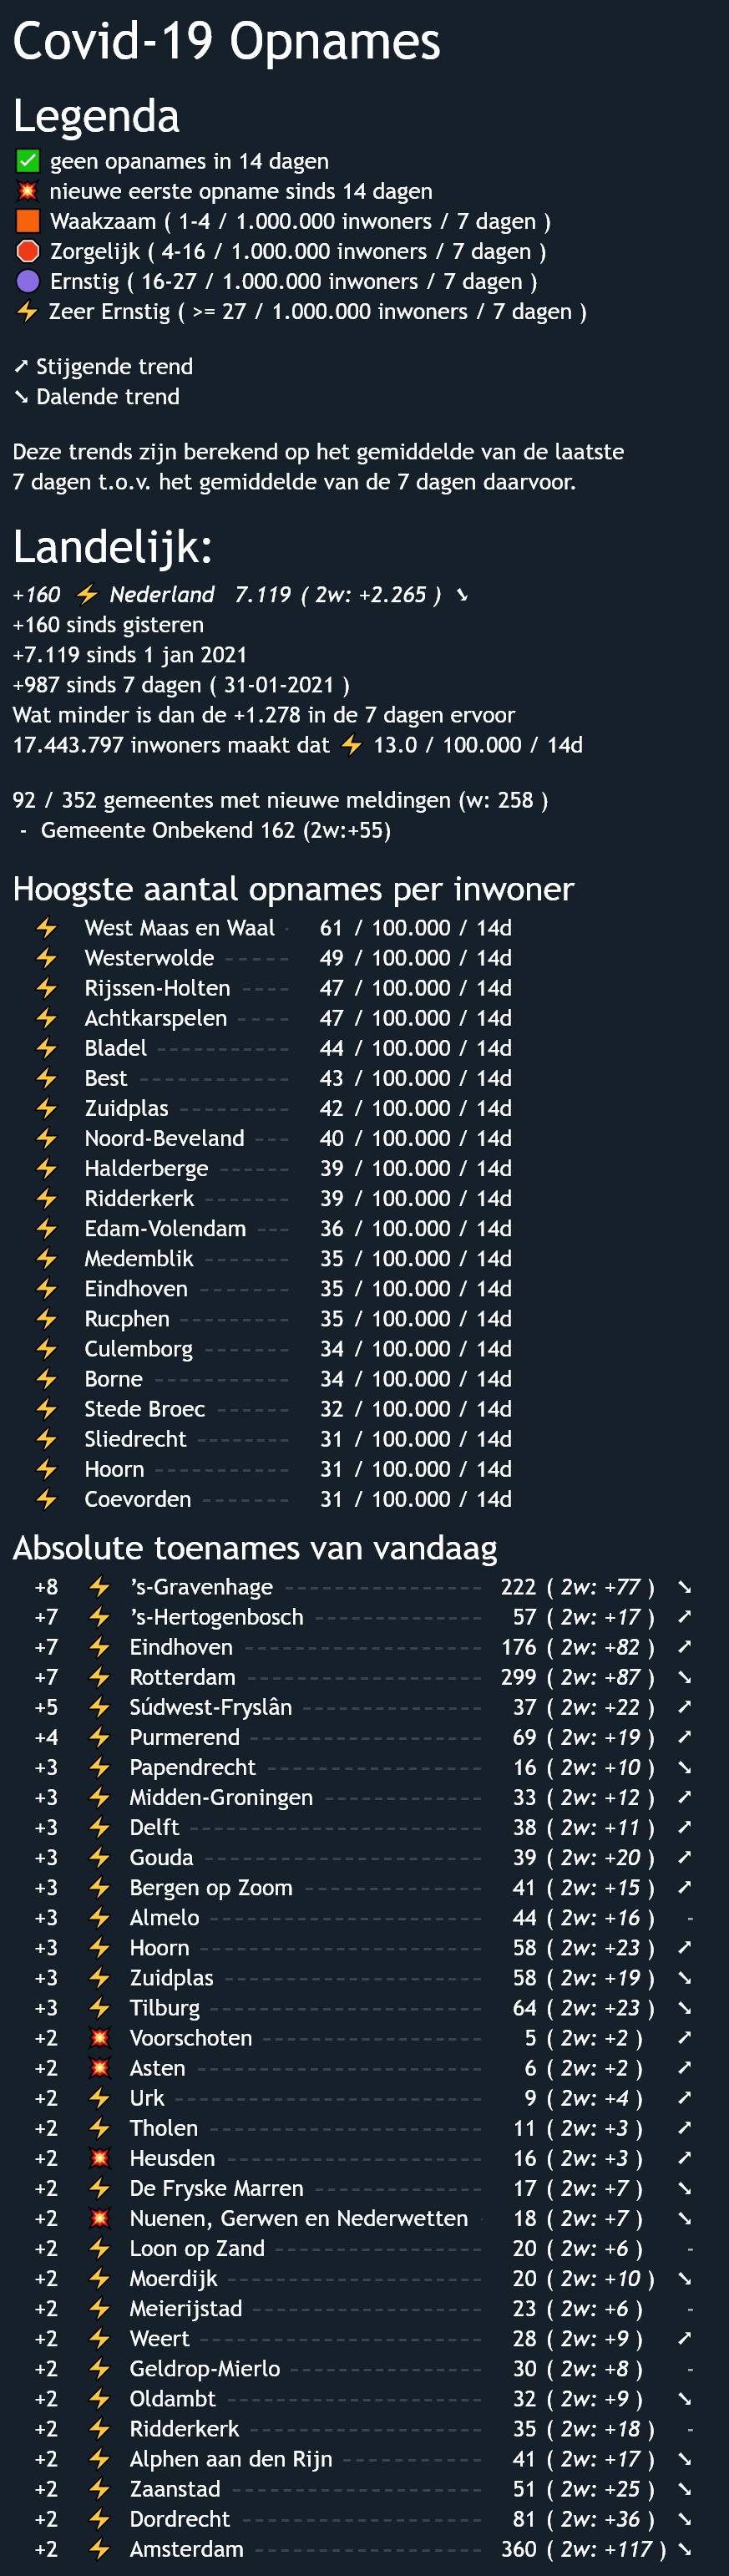 Covid-19 Opnames
Legenda
✅ geen opanames in 14 dagen
💥 nieuwe eerste opname sinds 14 dagen
🟧 Waakzaam ( 1-4 / 1.000.000 inwoners / 7 dagen )
🛑 Zorgelijk ( 4-16 / 1.000.000 inwoners / 7 dagen )
🟣 Ernstig ( 16-27 / 1.000.000 inwoners / 7 dagen )
⚡ Zeer Ernstig ( >= 27 / 1.000.000 inwoners / 7 dagen )
➚ Stijgende trend
➘ Dalende trend
Deze trends zijn berekend op het gemiddelde van de laatste
7 dagen t.o.v. het gemiddelde van de 7 dagen daarvoor.
Landelijk:
+160 ⚡ Nederland 7.119 ( 2w: +2.265 ) ➘
+160 sinds gisteren
+7.119 sinds 1 jan 2021
+987 sinds 7 dagen ( 31-01-2021 )
Wat minder is dan de +1.278 in de 7 dagen ervoor
17.443.797 inwoners maakt dat ⚡ 13.0 / 100.000 / 14d
92 / 352 gemeentes met nieuwe meldingen (w: 258 )
- Gemeente Onbekend 162 (2w:+55)
Hoogste aantal opnames per inwoner
⚡ West Maas en Waal - 61 / 100.000 / 14d
⚡ Westerwolde ----- 49 / 100.000 / 14d
⚡ Rijssen-Holten ---- 47 / 100.000 / 14d
⚡ Achtkarspelen ---- 47 / 100.000 / 14d
⚡ Bladel ---------- 44 / 100.000 / 14d
⚡ Best ----------- 43 / 100.000 / 14d
⚡ Zuidplas -------- 42 / 100.000 / 14d
⚡ Noord-Beveland --- 40 / 100.000 / 14d
⚡ Halderberge ----- 39 / 100.000 / 14d
⚡ Ridderkerk ------ 39 / 100.000 / 14d
⚡ Edam-Volendam --- 36 / 100.000 / 14d
⚡ Medemblik ------ 35 / 100.000 / 14d
⚡ Eindhoven ------- 35 / 100.000 / 14d
⚡ Rucphen -------- 35 / 100.000 / 14d
⚡ Culemborg ------ 34 / 100.000 / 14d
⚡ Borne ---------- 34 / 100.000 / 14d
⚡ Stede Broec ------ 32 / 100.000 / 14d
⚡ Sliedrecht ------- 31 / 100.000 / 14d
⚡ Hoorn ---------- 31 / 100.000 / 14d
⚡ Coevorden ------ 31 / 100.000 / 14d
Absolute toenames van vandaag
+8 ⚡ 's-Gravenhage 222 ( 2w: +77 ) ➘
+7 ⚡ 's-Hertogenbosch 57 ( 2w: +17 ) ➚
+7 ⚡ Eindhoven 176 ( 2w: +82 ) ➚
+7 ⚡ Rotterdam 299 ( 2w: +87 ) ➘
+5 ⚡ Súdwest-Fryslân 37 ( 2w: +22 ) ➚
+4 ⚡ Purmerend 69 ( 2w: +19 ) ➚
+3 ⚡ Papendrecht 16 ( 2w: +10 ) ➘
+3 ⚡ Midden-Groningen 33 ( 2w: +12 ) ➚
+3 ⚡ Delft 38 ( 2w: +11 ) ➚
+3 ⚡ Gouda 39 ( 2w: +20 ) ➚
+3 ⚡ Bergen op Zoom 41 ( 2w: +15 ) ➚
+3 ⚡ Almelo 44 ( 2w: +16 ) -
+3 ⚡ Hoorn 58 ( 2w: +23 ) ➚
+3 ⚡ Zuidplas 58 ( 2w: +19 ) ➘
+3 ⚡ Tilburg 64 ( 2w: +23 ) ➘
+2 💥 Voorschoten 5 ( 2w: +2 ) ➚
+2 💥 Asten 6 ( 2w: +2 ) ➚
+2 ⚡ Urk 9 ( 2w: +4 ) ➚
+2 ⚡ Tholen 11 ( 2w: +3 ) ➚
+2 💥 Heusden 16 ( 2w: +3 ) ➚
+2 ⚡ De Fryske Marren 17 ( 2w: +7 ) ➘
+2 💥 Nuenen, Gerwen en Nederwetten 18 ( 2w: +7 ) ➘
+2 ⚡ Loon op Zand 20 ( 2w: +6 ) -
+2 ⚡ Moerdijk 20 ( 2w: +10 ) ➘
+2 ⚡ Meierijstad 23 ( 2w: +6 ) -
+2 ⚡ Weert 28 ( 2w: +9 ) ➚
+2 ⚡ Geldrop-Mierlo 30 ( 2w: +8 ) -
+2 ⚡ Oldambt 32 ( 2w: +9 ) ➘
+2 ⚡ Ridderkerk 35 ( 2w: +18 ) -
+2 ⚡ Alphen aan den Rijn 41 ( 2w: +17 ) ➘
+2 ⚡ Zaanstad 51 ( 2w: +25 ) ➘
+2 ⚡ Dordrecht 81 ( 2w: +36 ) ➘
+2 ⚡ Amsterdam 360 ( 2w: +117 ) ➘